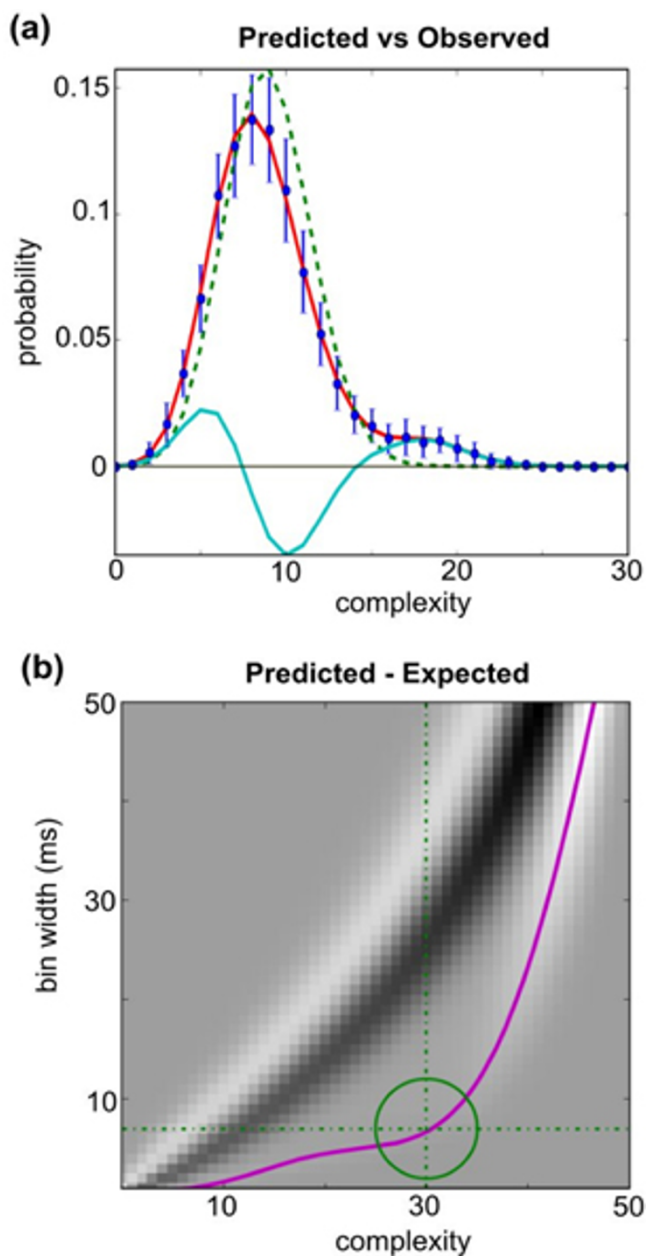 (a)
Predicted vs Observed
0.15
0.1
0.05
0
probability
0 10 20 30
complexity
(b)
Predicted - Expected
50
30
10
bin width (ms)
10 30 50
complexity